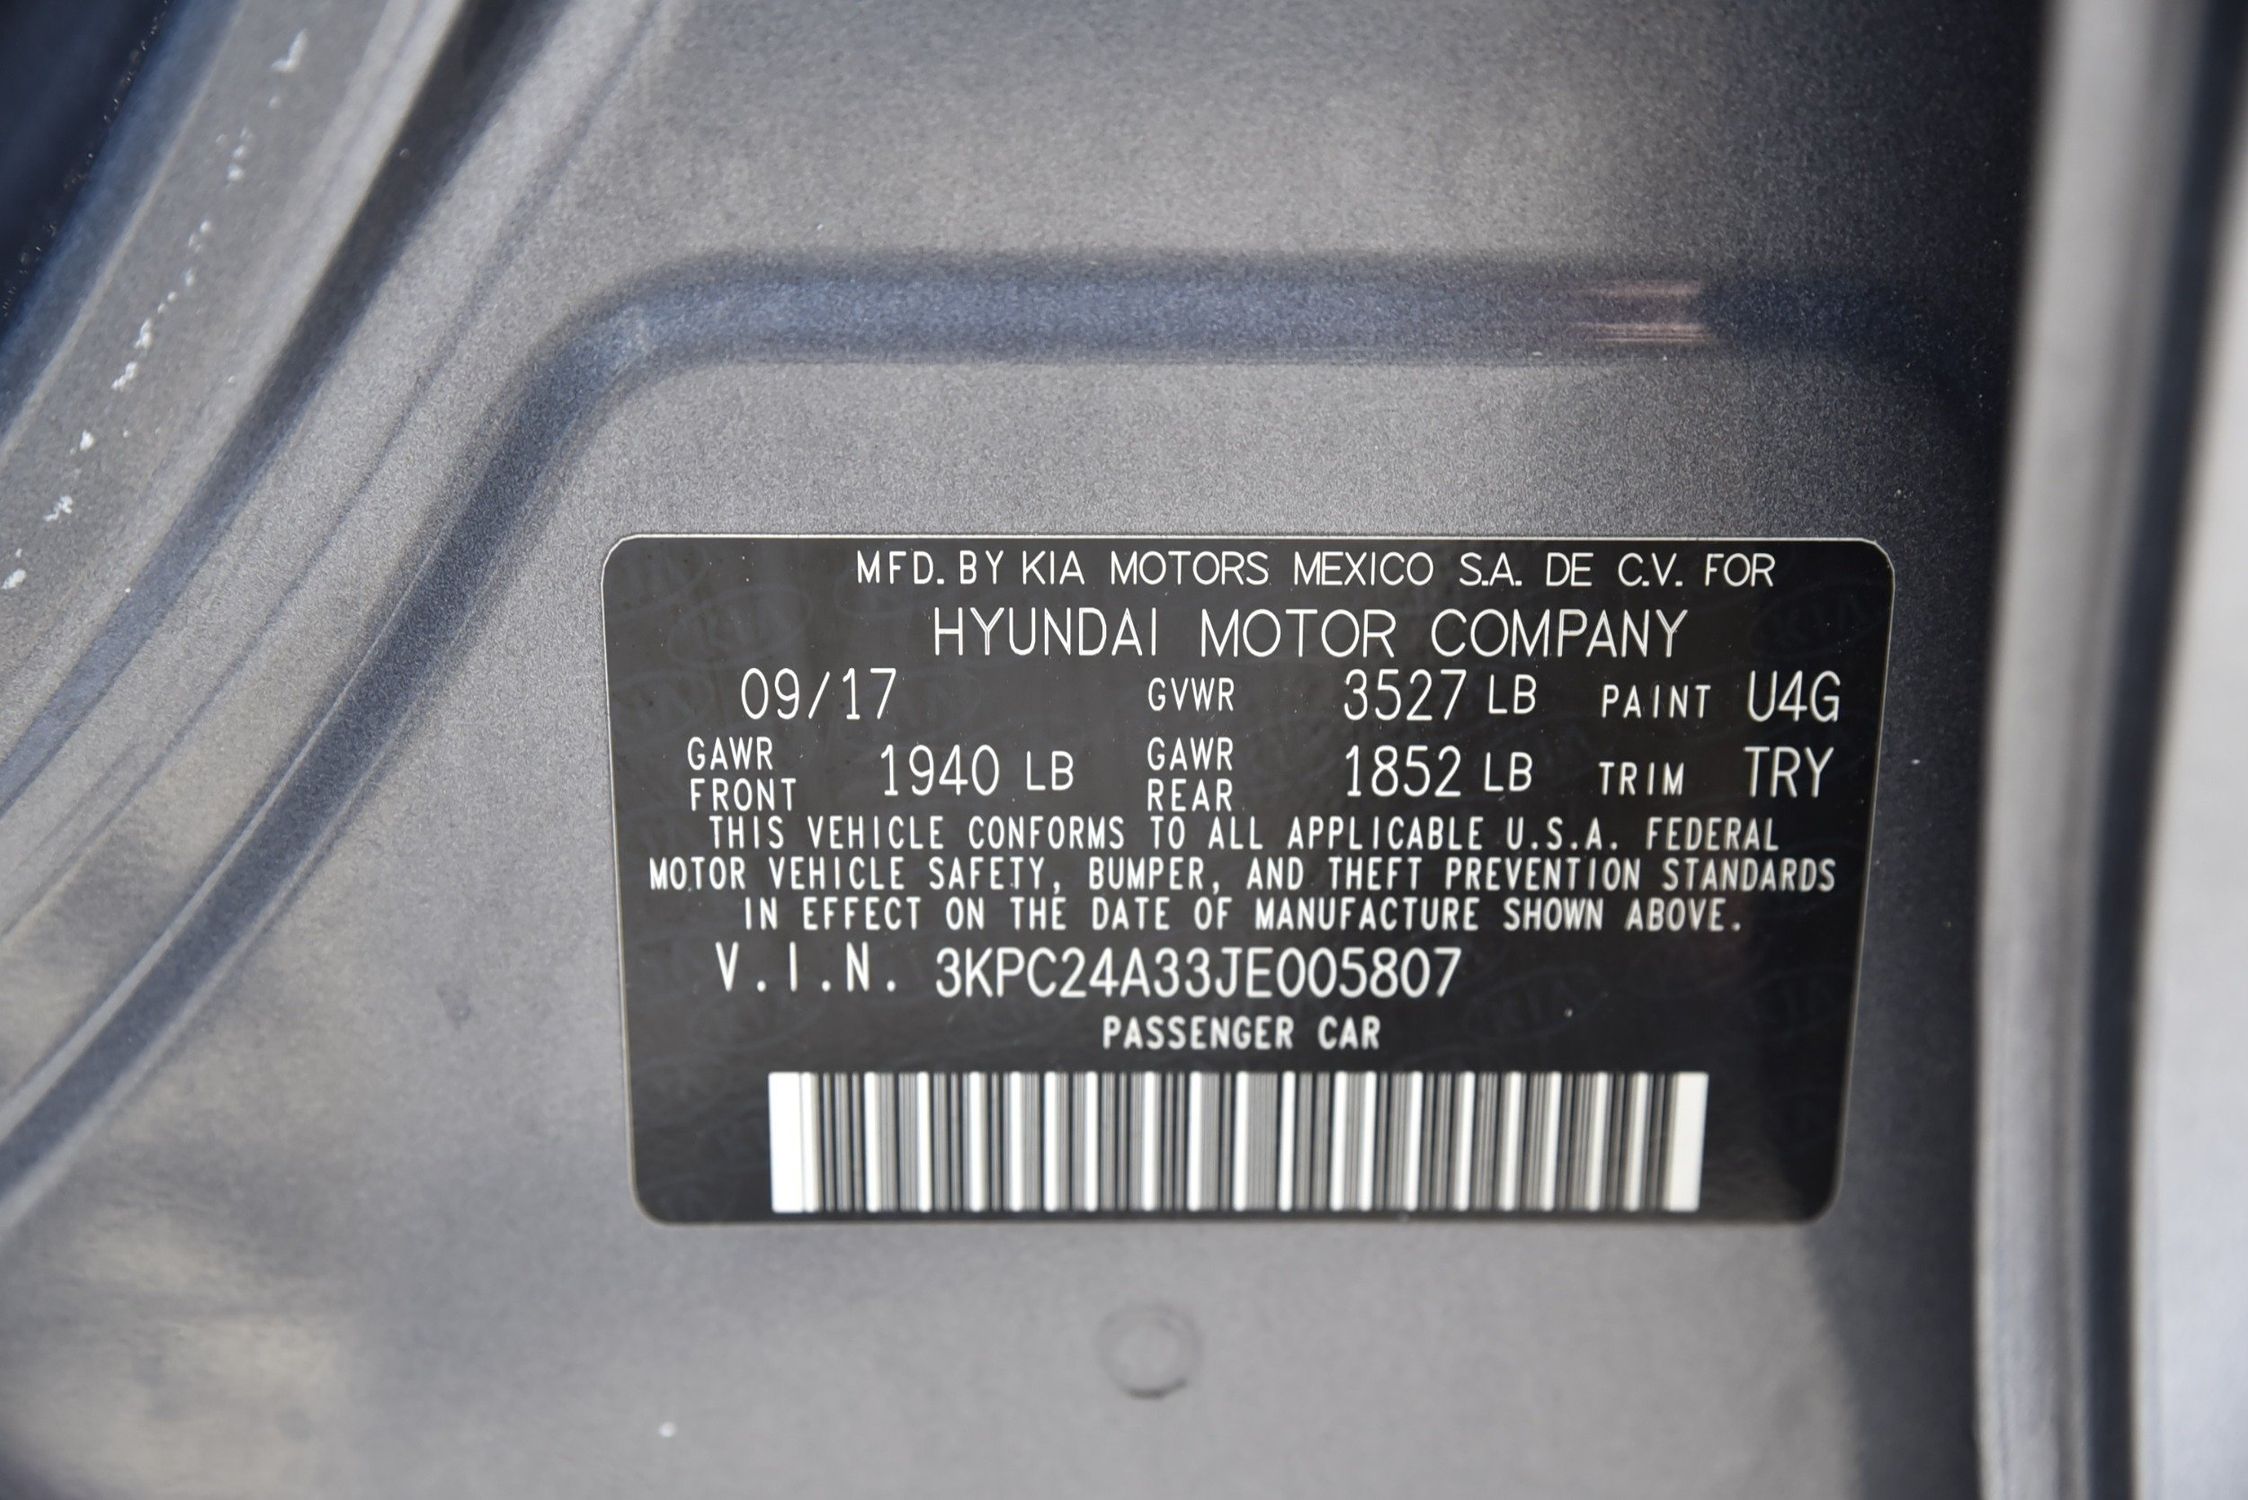 MFD. BY KIA MOTORS MEXICO S.A. DE C.V. FOR
HYUNDAI MOTOR COMPANY
09/17 GVWR 3527 LB PAINT U4G
GAWR FRONT 1940 LB GAWR REAR 1852 LB TRIM TRY
THIS VEHICLE CONFORMS TO ALL APPLICABLE U.S.A. FEDERAL
MOTOR VEHICLE SAFETY, BUMPER, AND THEFT PREVENTION STANDARDS
IN EFFECT ON THE DATE OF MANUFACTURE SHOWN ABOVE.
V.I.N. 3KPC24A33JE005807
PASSENGER CAR